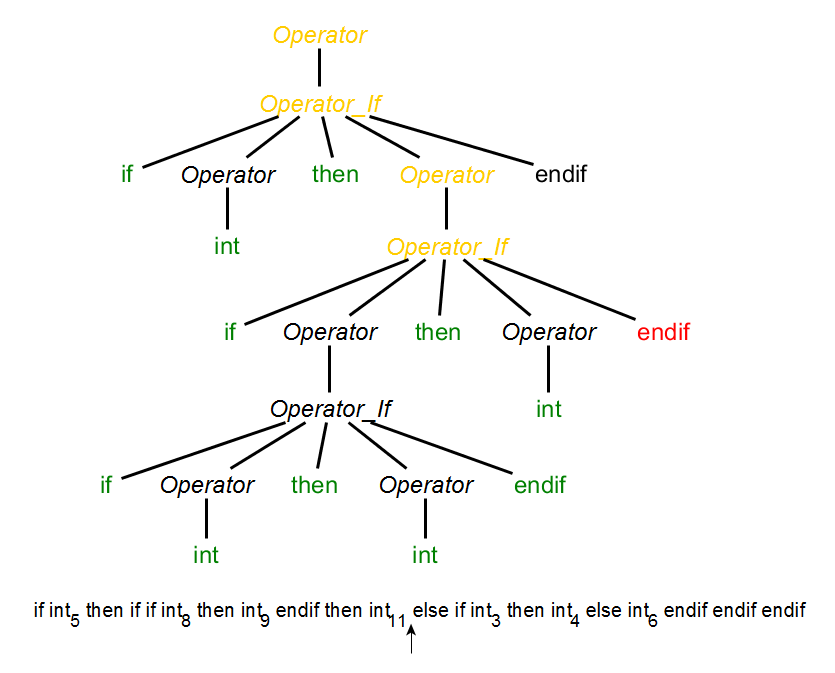 Operator
Operator_If
if Operator then Operator endif
int Operator_If
if Operator then Operator endif
Operator_If int
if Operator then Operator endif
int int
if int5 then if if int8 then int9 endif then int11 else if int3 then int4 else int6 endif endif endif